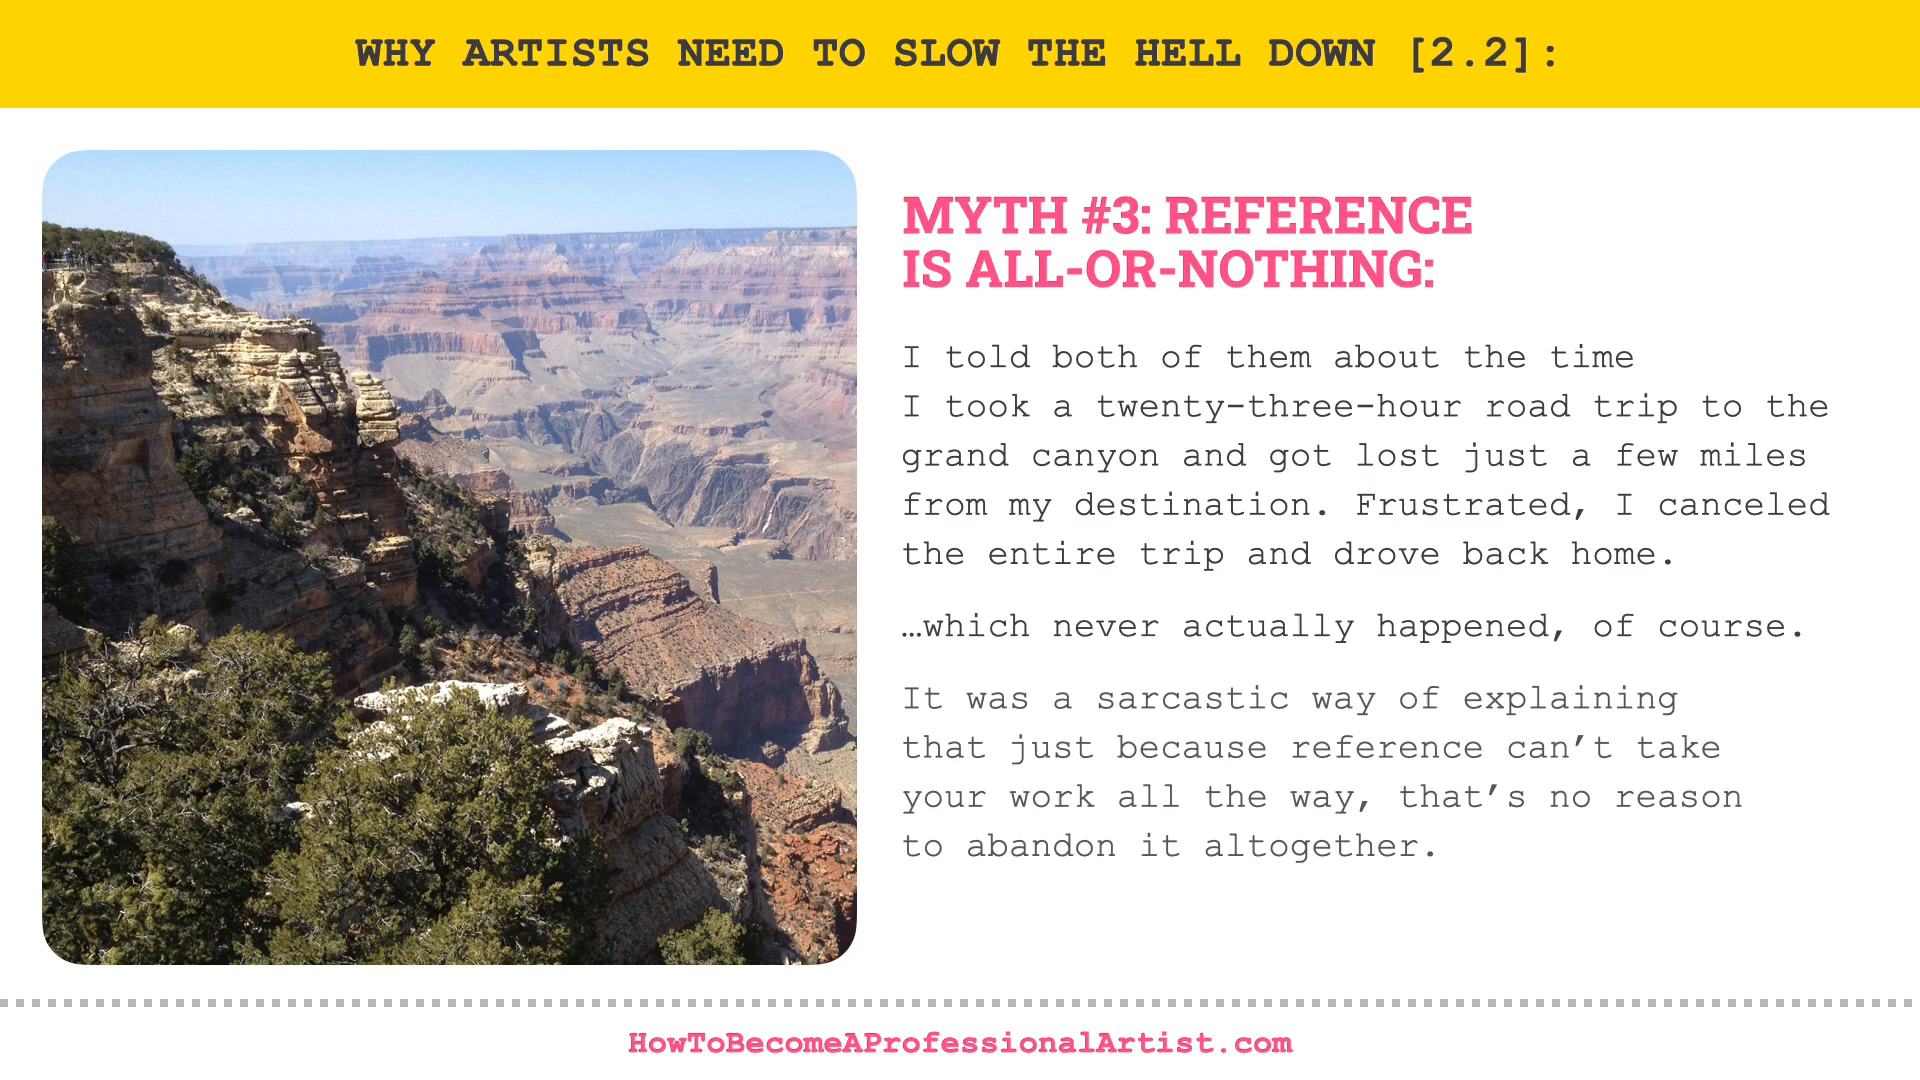 WHY ARTISTS NEED TO SLOW THE HELL DOWN [2.2]:
MYTH #3: REFERENCE
IS ALL-OR-NOTHING:
I told both of them about the time
I took a twenty-three-hour road trip to the
grand canyon and got lost just a few miles
from my destination. Frustrated, I canceled
the entire trip and drove back home.
…which never actually happened, of course.
It was a sarcastic way of explaining
that just because reference can’t take
your work all the way, that’s no reason
to abandon it altogether.
HowToBecomeAProfessionalArtist.com